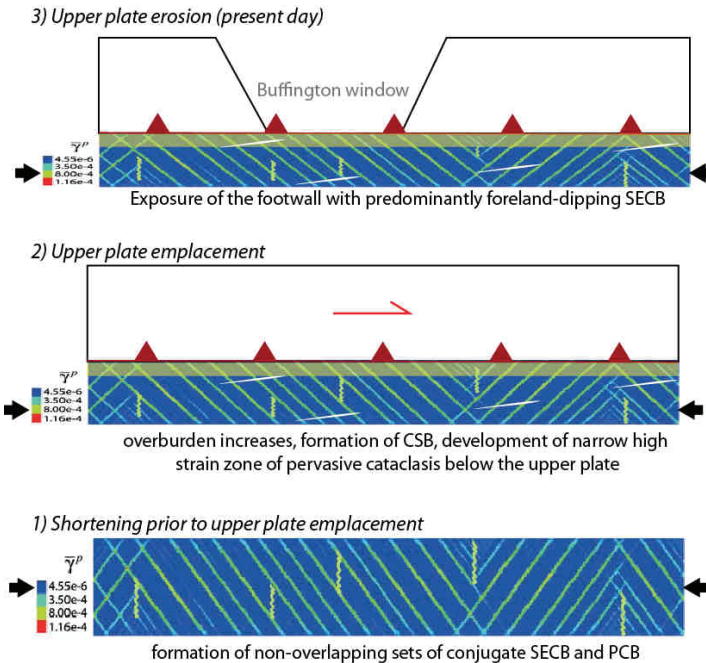 3) Upper plate erosion (present day)
Buffington window
γ̅ᵖ
4.55e-6
3.50e-4
8.00e-4
1.16e-4
Exposure of the footwall with predominantly foreland-dipping SECB
2) Upper plate emplacement
γ̅ᵖ
4.55e-6
3.50e-4
8.00e-4
1.16e-4
overburden increases, formation of CSB, development of narrow high
strain zone of pervasive cataclasis below the upper plate
1) Shortening prior to upper plate emplacement
γ̅ᵖ
4.55e-6
3.50e-4
8.00e-4
1.16e-4
formation of non-overlapping sets of conjugate SECB and PCB